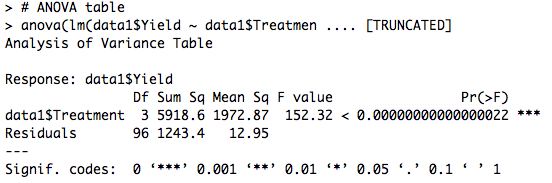 > # ANOVA table
> anova(lm(data1$Yield ~ data1$Treatmen .... [TRUNCATED]
Analysis of Variance Table

Response: data1$Yield
                Df Sum Sq Mean Sq F value                Pr(>F)
data1$Treatment  3 5918.6 1972.87  152.32 < 0.00000000000000022 ***
Residuals       96 1243.4   12.95
---
Signif. codes:  0 ‘***’ 0.001 ‘**’ 0.01 ‘*’ 0.05 ‘.’ 0.1 ‘ ’ 1